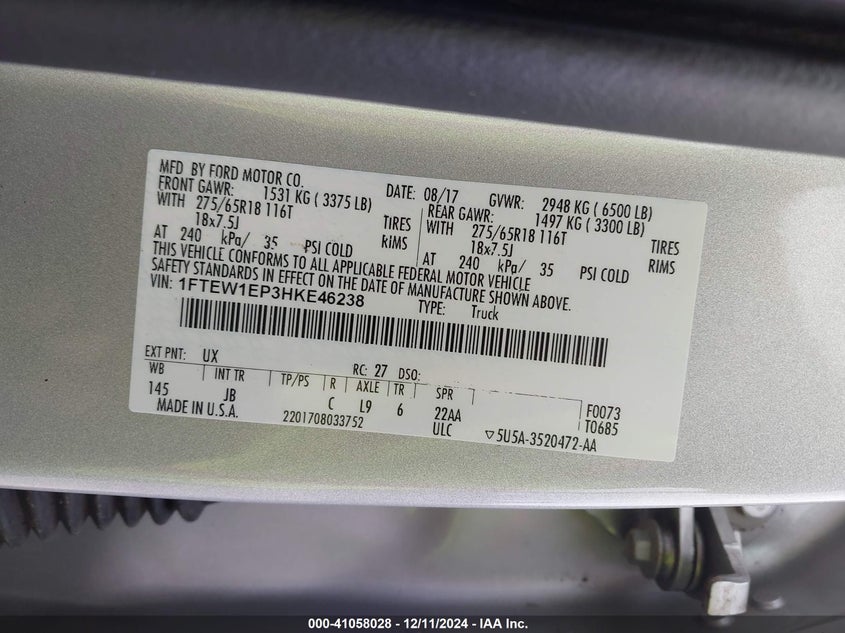 MFD BY FORD MOTOR CO.
DATE: 08/17 GVWR: 2948 KG ( 6500 LB)
FRONT GAWR: 1531 KG ( 3375 LB) REAR GAWR: 1497 KG ( 3300 LB)
WITH 275/65R18 116T TIRES WITH 275/65R18 116T TIRES
18x7.5J RIMS 18x7.5J RIMS
AT 240 kPa/ 35 PSI COLD AT 240 kPa/ 35 PSI COLD
THIS VEHICLE CONFORMS TO ALL APPLICABLE FEDERAL MOTOR VEHICLE
SAFETY STANDARDS IN EFFECT ON THE DATE OF MANUFACTURE SHOWN ABOVE.
VIN: 1FTEW1EP3HKE46238 TYPE: Truck
EXT PNT: UX RC: 27 DSO:
WB INT TR TP/PS R AXLE TR SPR
145 JB C L9 6 22AA F0073
MADE IN U.S.A. 2201708033752 ULC T0685
▽5U5A-3520472-AA
000-41058028 - 12/11/2024 - IAA Inc.